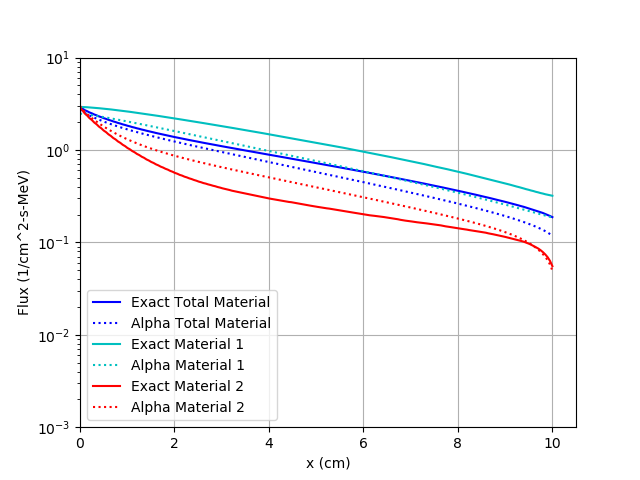 10^1
10^0
10^−1
10^−2
10^−3
Flux (1/cm^2-s-MeV)
Exact Total Material
Alpha Total Material
Exact Material 1
Alpha Material 1
Exact Material 2
Alpha Material 2
0 2 4 6 8 10
x (cm)